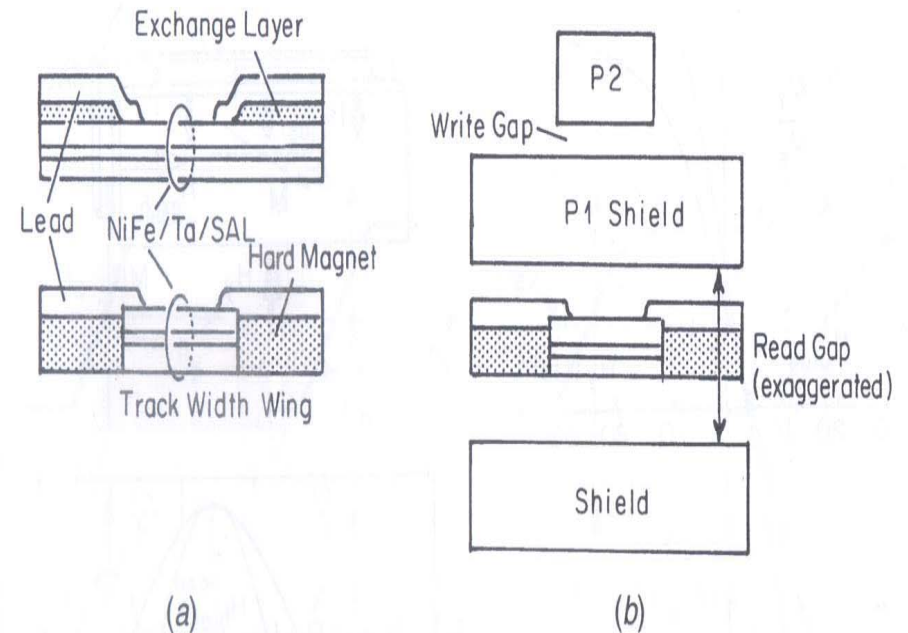 Exchange Layer
Lead
NiFe/Ta/SAL
Hard Magnet
Track Width Wing
(a)
P2
Write Gap
P1 Shield
Read Gap
(exaggerated)
Shield
(b)